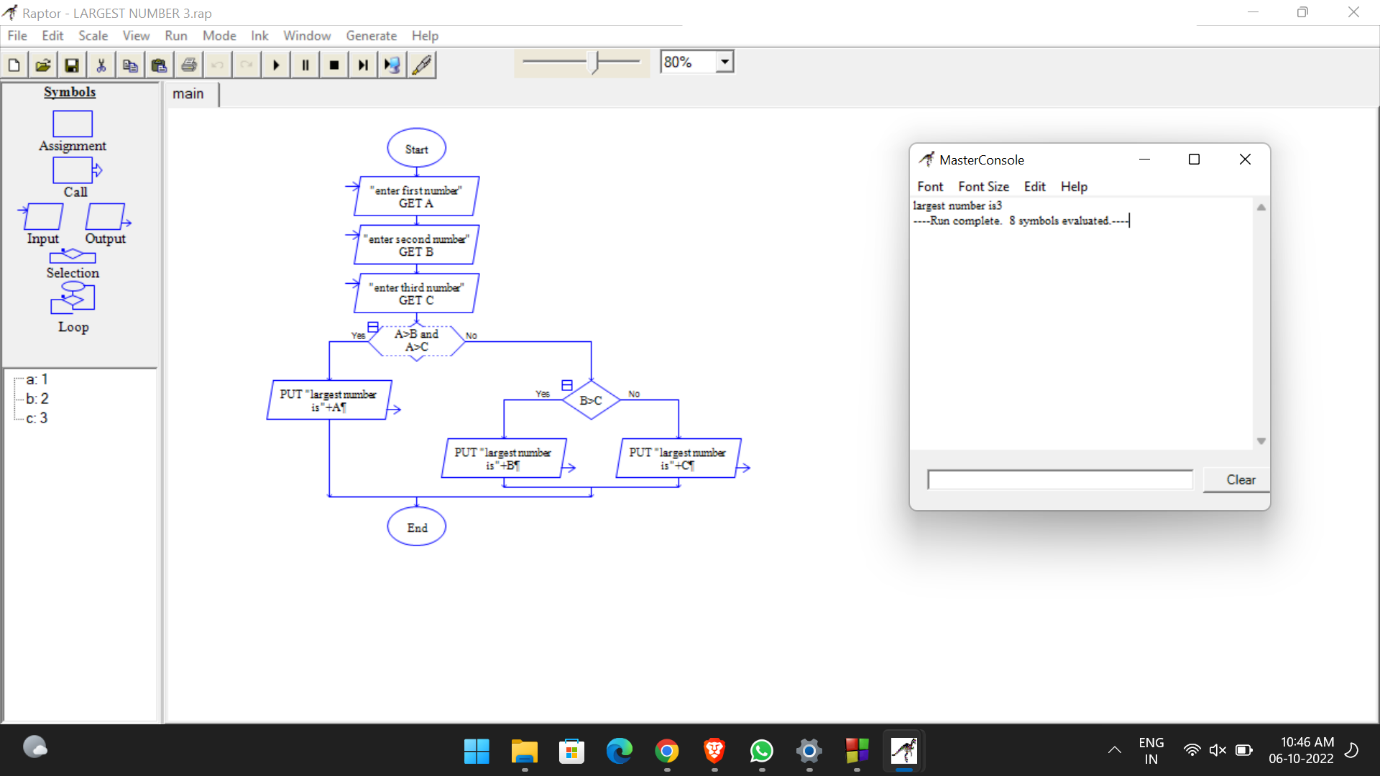 Raptor - LARGEST NUMBER 3.rap
File Edit Scale View Run Mode Ink Window Generate Help
80%
Symbols
Assignment
Call
Input Output
Selection
Loop
a: 1
b: 2
c: 3
main
Start
"enter first number"
GET A
"enter second number"
GET B
"enter third number"
GET C
Yes
A>B and
A>C
No
PUT "largest number
is"+A¶
Yes
B>C
No
PUT "largest number
is"+B¶
PUT "largest number
is"+C¶
End
MasterConsole
Font Font Size Edit Help
largest number is3
----Run complete. 8 symbols evaluated.----
Clear
ENG
IN
10:46 AM
06-10-2022